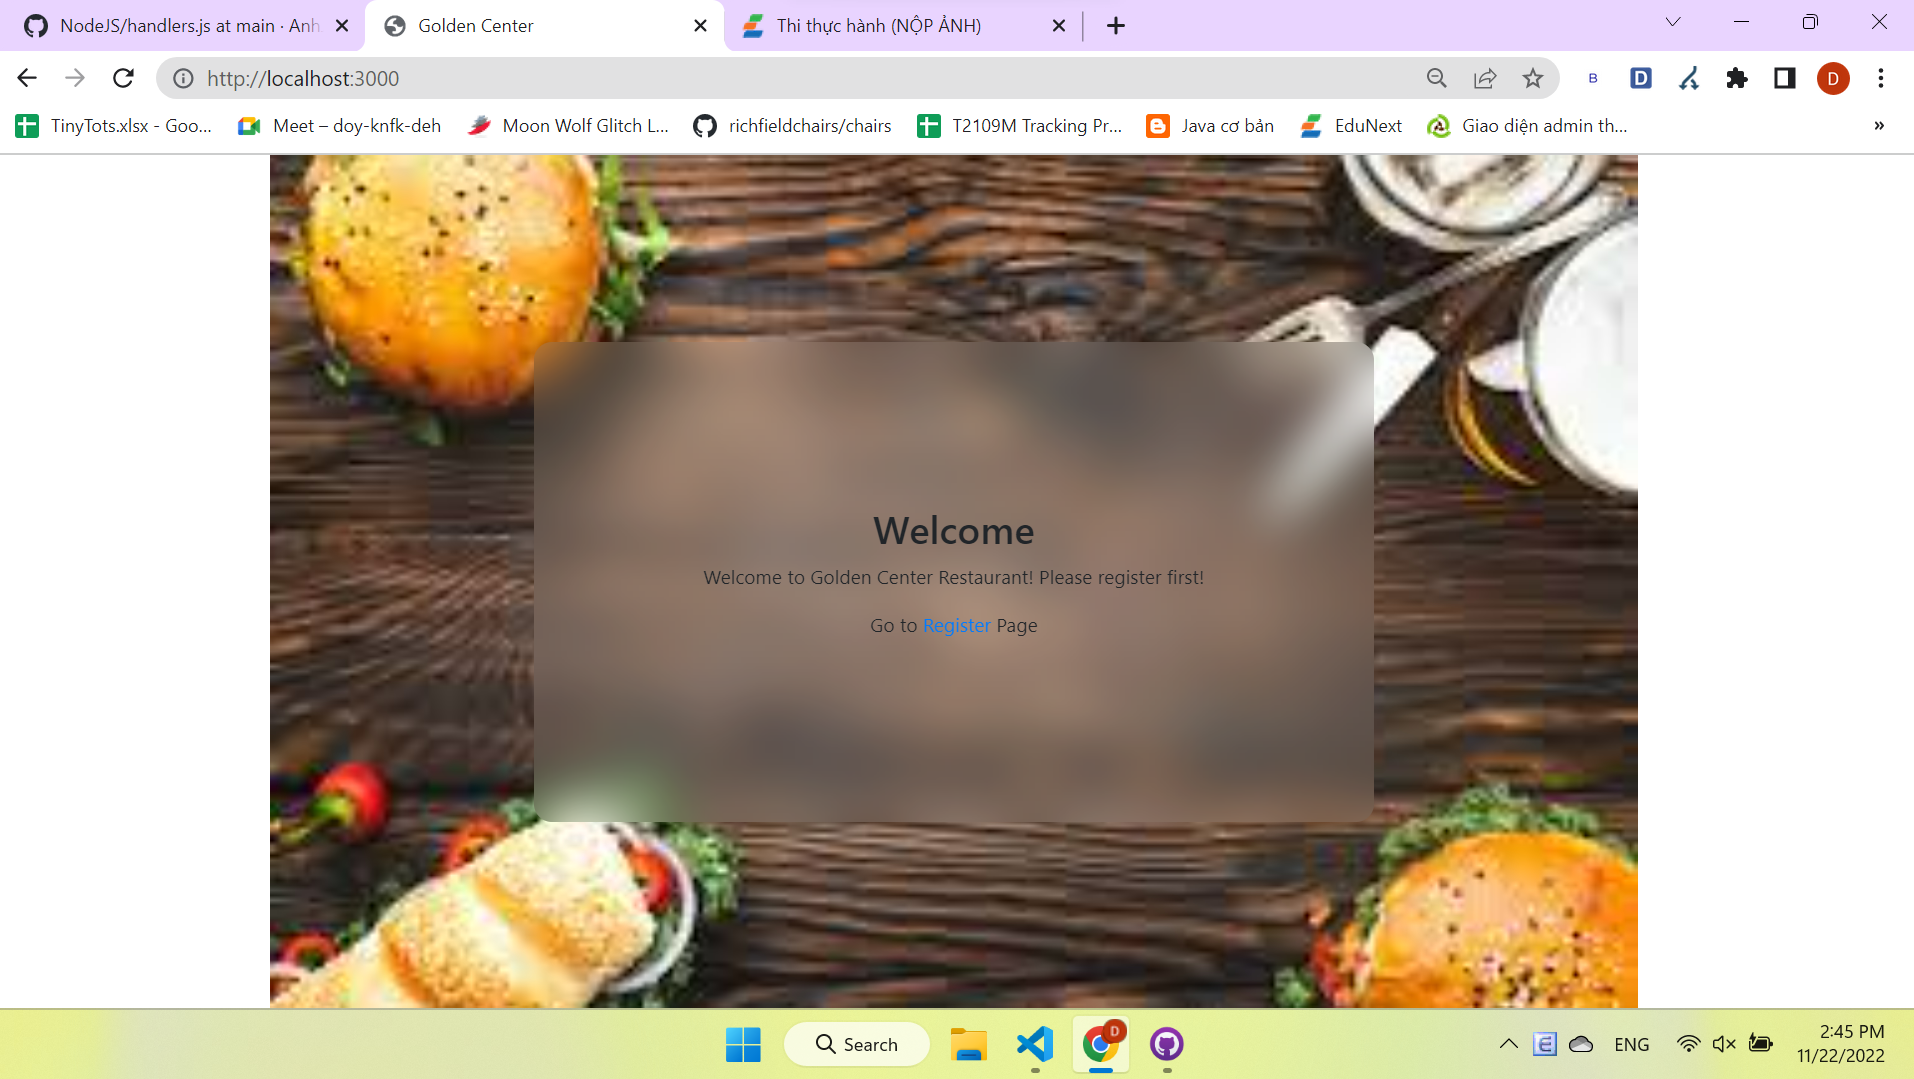 NodeJS/handlers.js at main · Anh
Golden Center
Thi thực hành (NỘP ẢNH)
http://localhost:3000
B
D
D
TinyTots.xlsx - Goo...
Meet – doy-knfk-deh
Moon Wolf Glitch L...
richfieldchairs/chairs
T2109M Tracking Pr...
Java cơ bản
EduNext
Giao diện admin th...
»
Welcome
Welcome to Golden Center Restaurant! Please register first!
Go to Register Page
Search
D
E
ENG
2:45 PM
11/22/2022